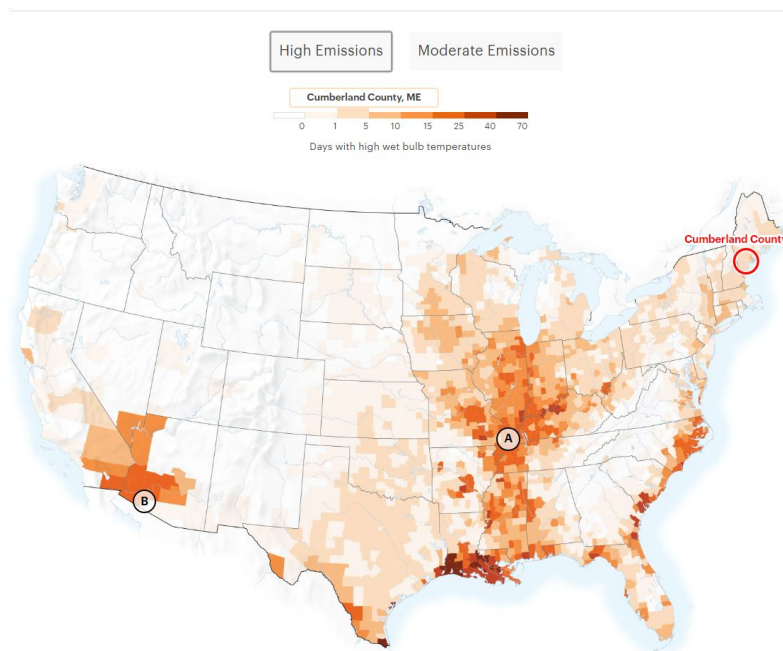 High Emissions Moderate Emissions
Cumberland County, ME
0 1 5 10 15 25 40 70
Days with high wet bulb temperatures
Cumberland County
A
B